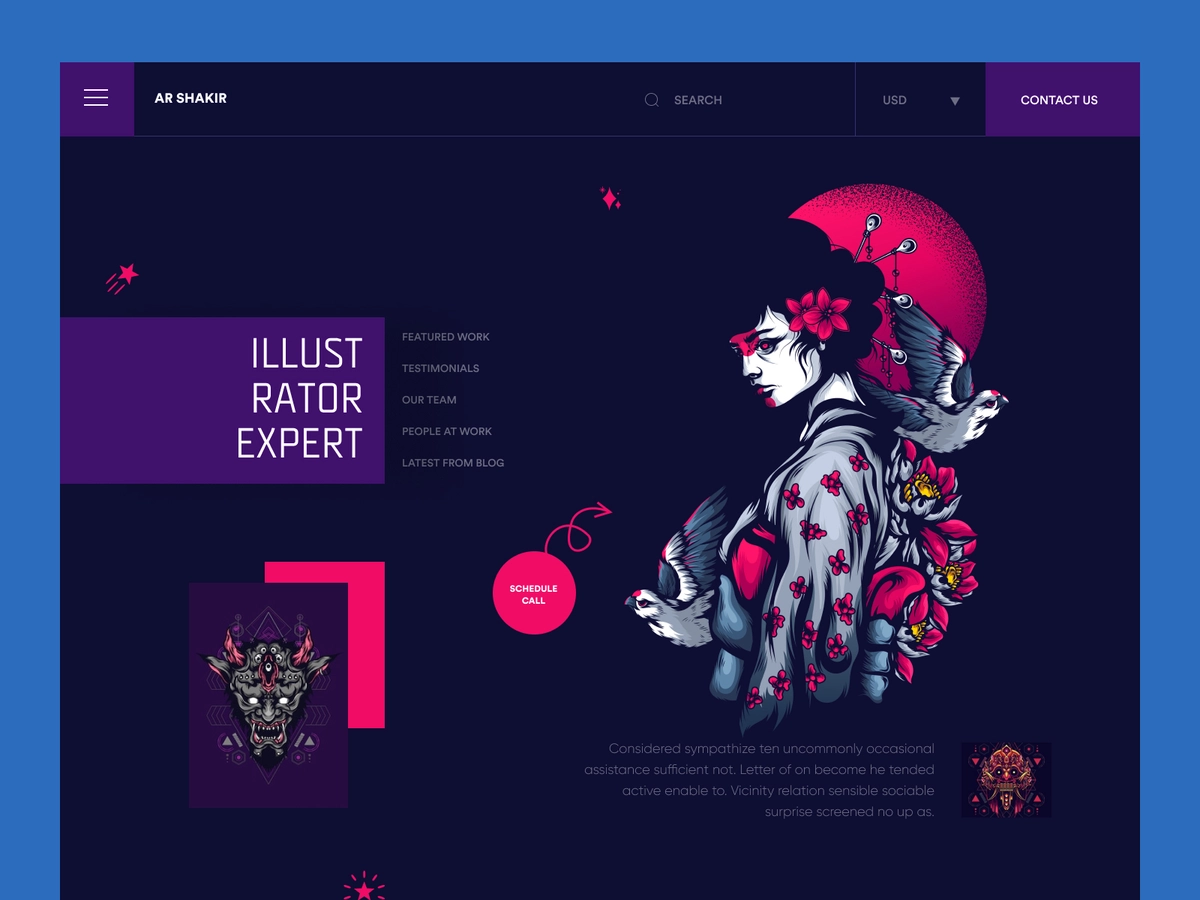 AR SHAKIR
SEARCH
USD
CONTACT US
ILLUST
RATOR
EXPERT
FEATURED WORK
TESTIMONIALS
OUR TEAM
PEOPLE AT WORK
LATEST FROM BLOG
SCHEDULE
CALL
Considered sympathize ten uncommonly occasional
assistance sufficient not. Letter of on become he tended
active enable to. Vicinity relation sensible sociable
surprise screened no up as.